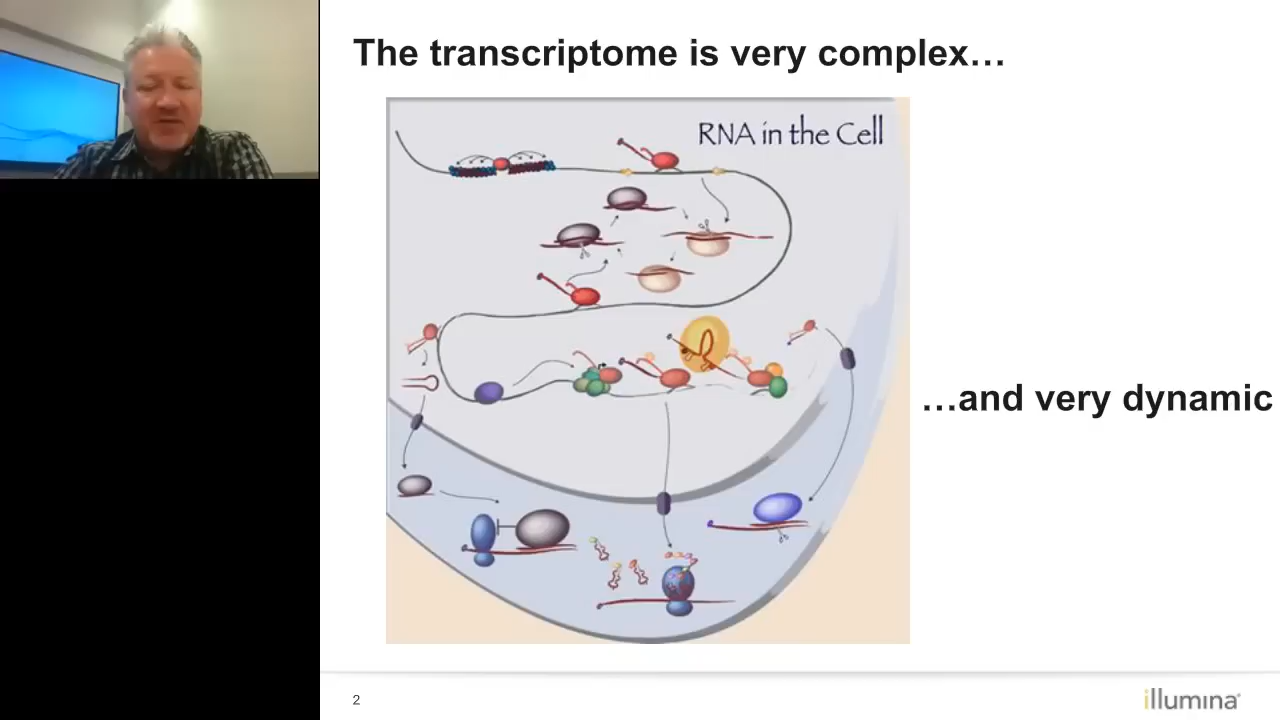 The transcriptome is very complex…
RNA in the Cell
…and very dynamic
2
illumina®